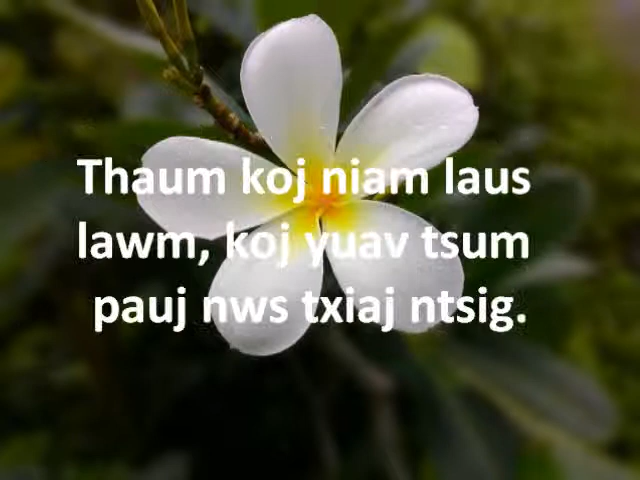 Thaum koj niam laus
lawm, koj yuav tsum
pauj nws txiaj ntsig.